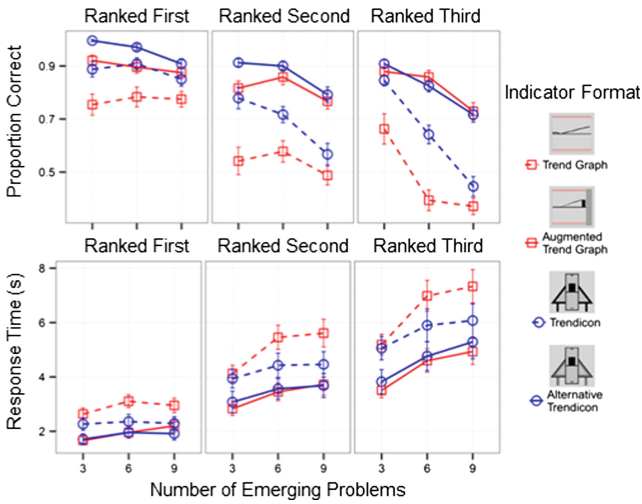 Ranked First Ranked Second Ranked Third
Proportion Correct
0.9
0.7
0.5
Ranked First Ranked Second Ranked Third
Response Time (s)
8
6
4
2
3 6 9 3 6 9 3 6 9
Number of Emerging Problems
Indicator Format
Trend Graph
Augmented
Trend Graph
Trendicon
Alternative
Trendicon